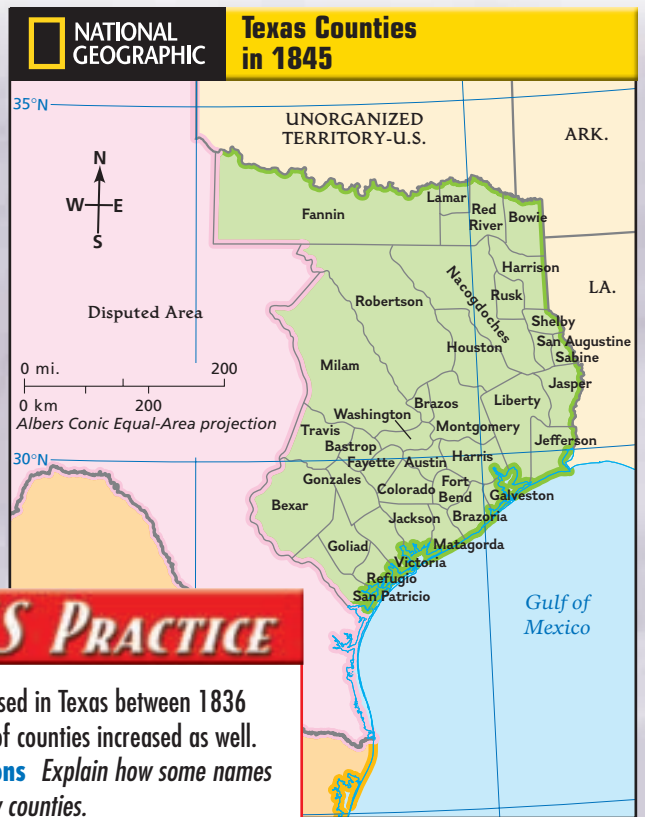 NATIONAL
GEOGRAPHIC
Texas Counties
in 1845
35°N
UNORGANIZED
TERRITORY-U.S.
ARK.
N
W E
S
Fannin
Lamar
Red
River
Bowie
Harrison
LA.
Nacogdoches
Rusk
Robertson
Disputed Area
Shelby
San Augustine
Houston
Sabine
0 mi. 200
Milam
Jasper
0 km 200
Brazos
Liberty
Albers Conic Equal-Area projection
Washington
Montgomery
Travis
Jefferson
Bastrop
30°N
Fayette
Austin
Harris
Gonzales
Colorado
Fort
Bend
Galveston
Bexar
Jackson
Brazoria
Goliad
Matagorda
Victoria
Refugio
San Patricio
Gulf of
Mexico
S PRACTICE
sed in Texas between 1836
of counties increased as well.
ons Explain how some names
counties.